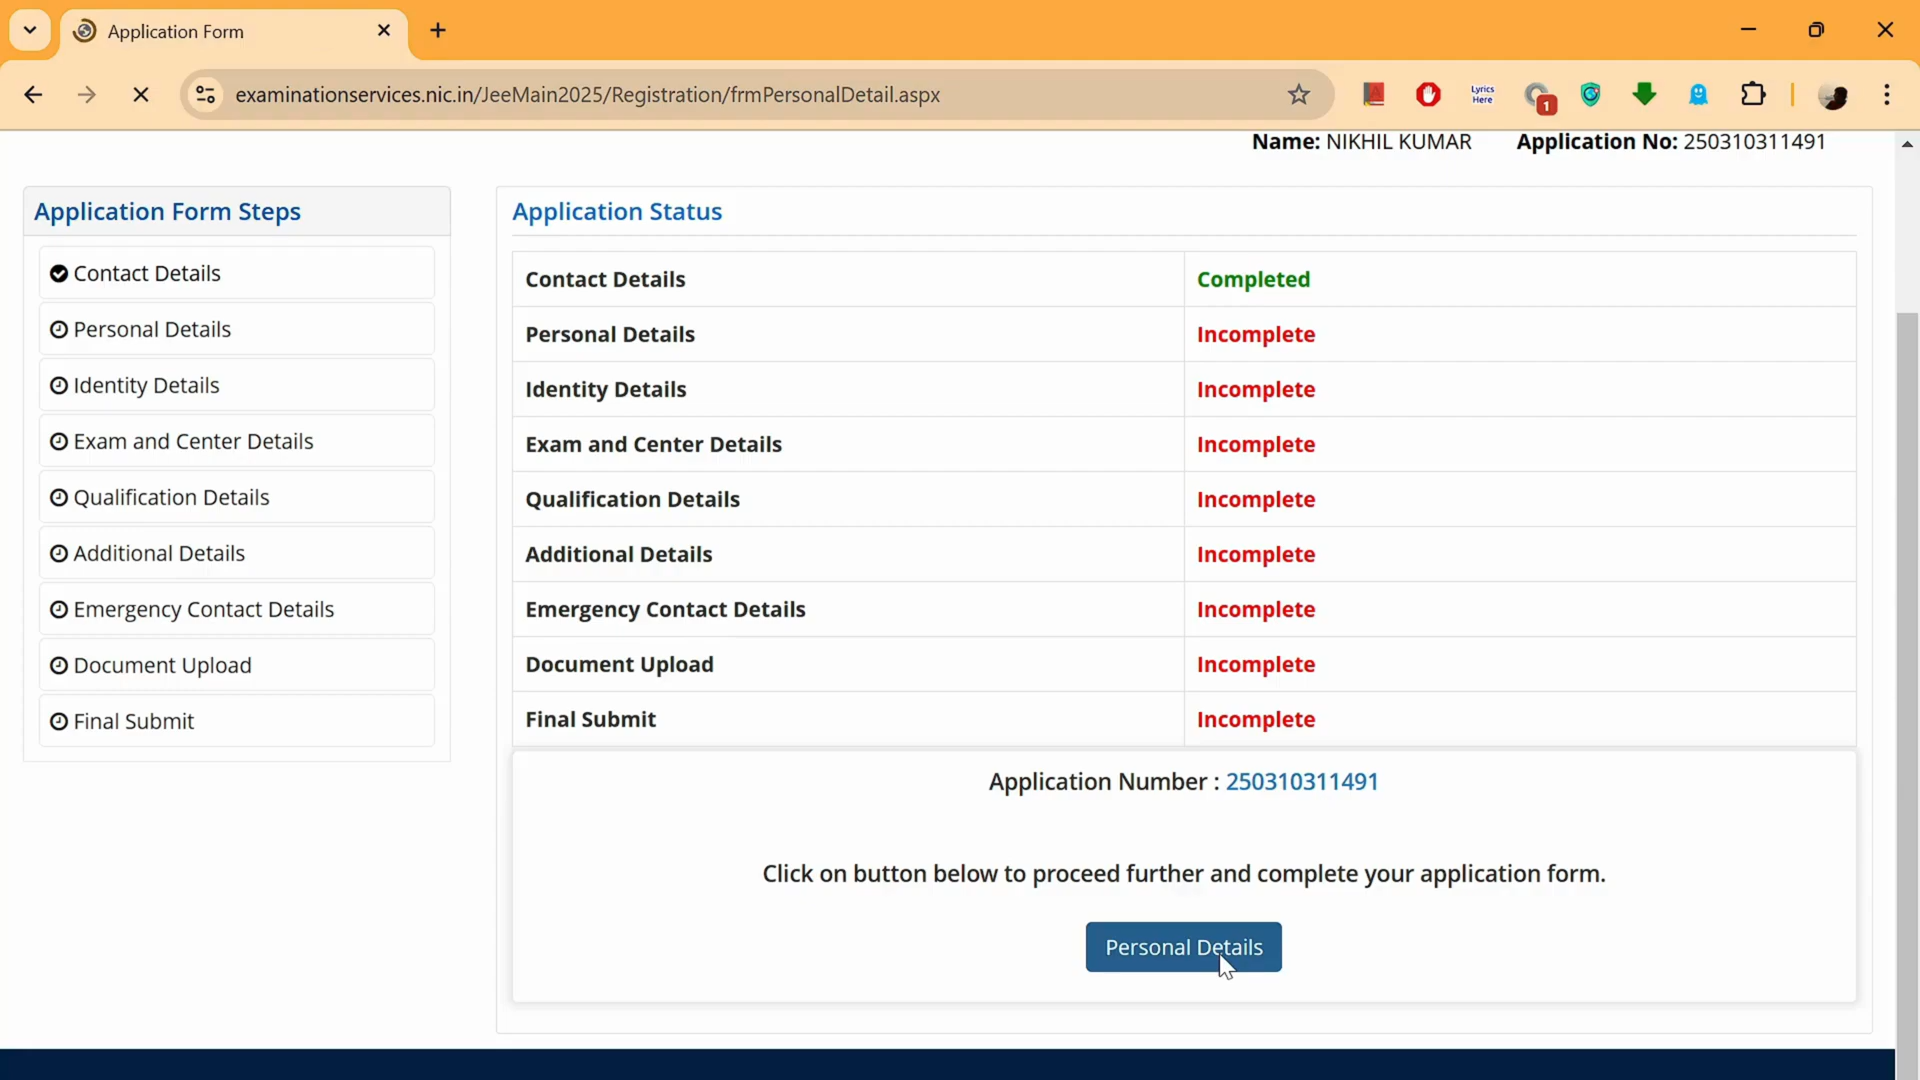 Application Form
examinationservices.nic.in/JeeMain2025/Registration/frmPersonalDetail.aspx
Lyrics
Here
1
Name: NIKHIL KUMAR Application No: 250310311491
Application Form Steps
Contact Details
Personal Details
Identity Details
Exam and Center Details
Qualification Details
Additional Details
Emergency Contact Details
Document Upload
Final Submit
Application Status
Contact Details Completed
Personal Details Incomplete
Identity Details Incomplete
Exam and Center Details Incomplete
Qualification Details Incomplete
Additional Details Incomplete
Emergency Contact Details Incomplete
Document Upload Incomplete
Final Submit Incomplete
Application Number : 250310311491
Click on button below to proceed further and complete your application form.
Personal Details